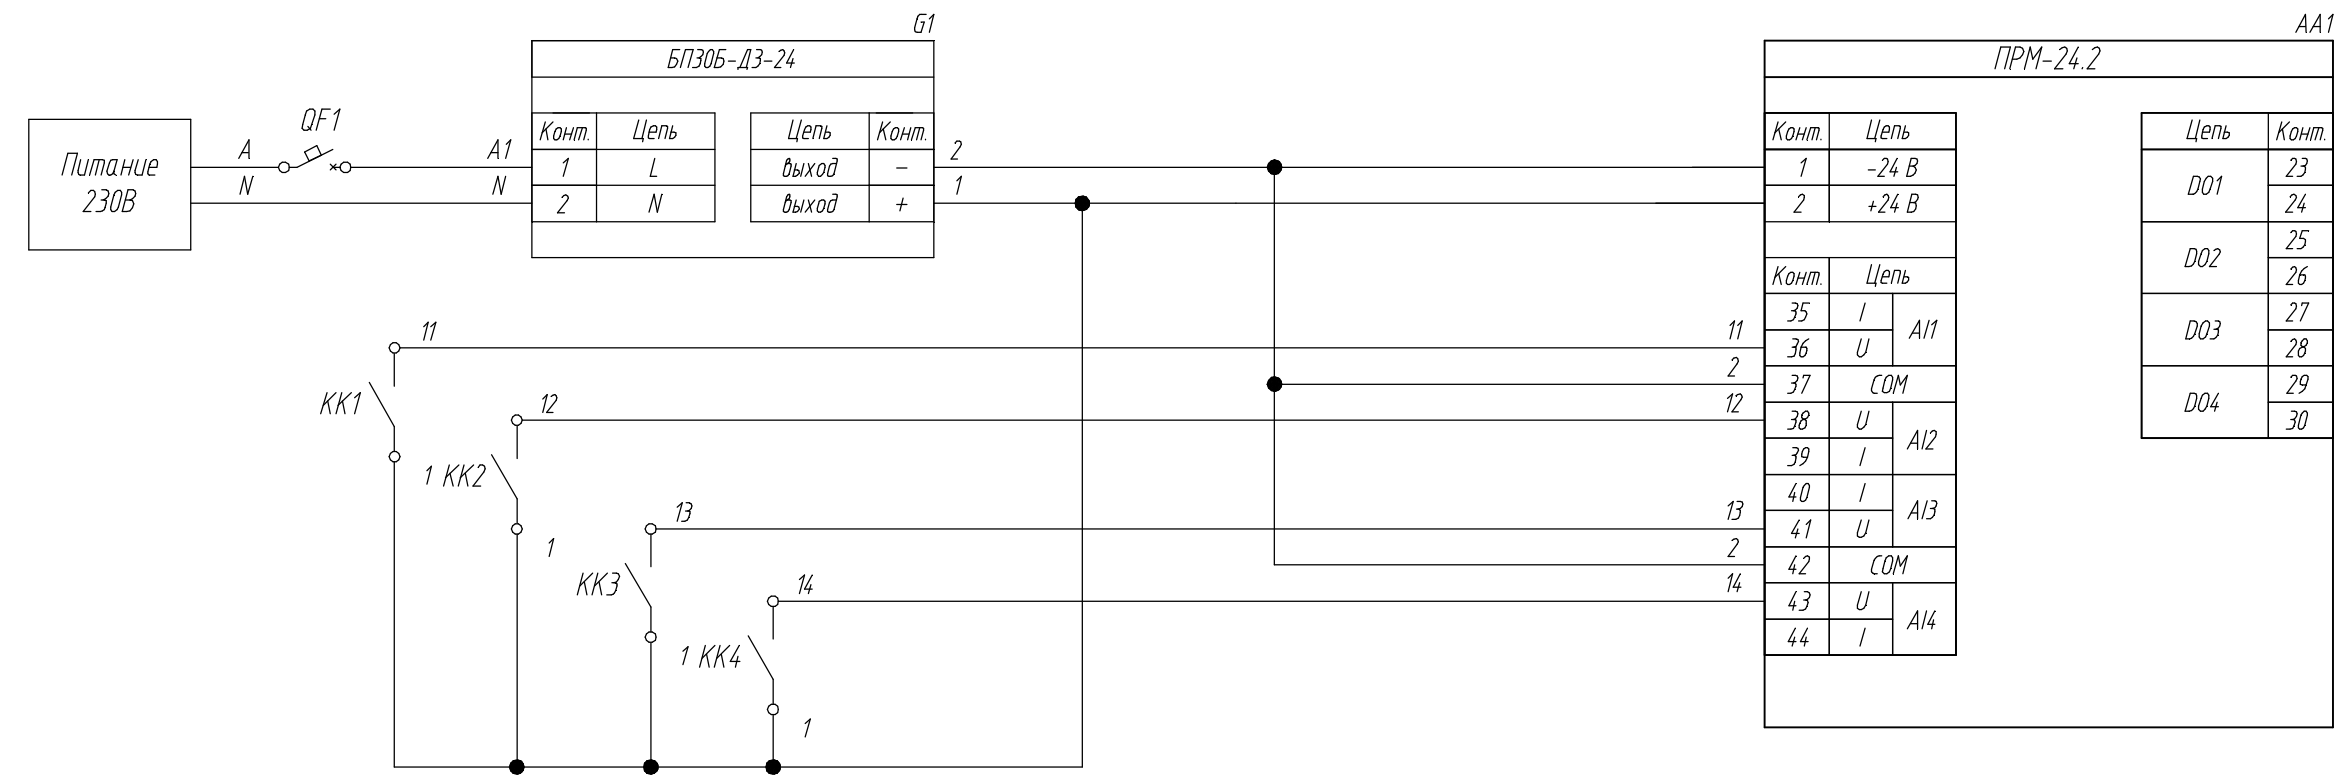 G1
AA1
БП30Б-Д3-24
ПРМ-24.2
Питание
230В
QF1
A
A1
N
N
Конт. Цепь
1 L
2 N
Цепь Конт.
выход −
выход +
2
1
Конт. Цепь
1 -24 В
2 +24 В
Конт. Цепь
35 I AI1
36 U
37 COM
38 U AI2
39 I
40 I AI3
41 U
42 COM
43 U AI4
44 I
Цепь Конт.
DO1 23
24
DO2 25
26
DO3 27
28
DO4 29
30
11 11
2
KK1
12 12
1 KK2
1
13 13
2
KK3
14 14
1 KK4
1